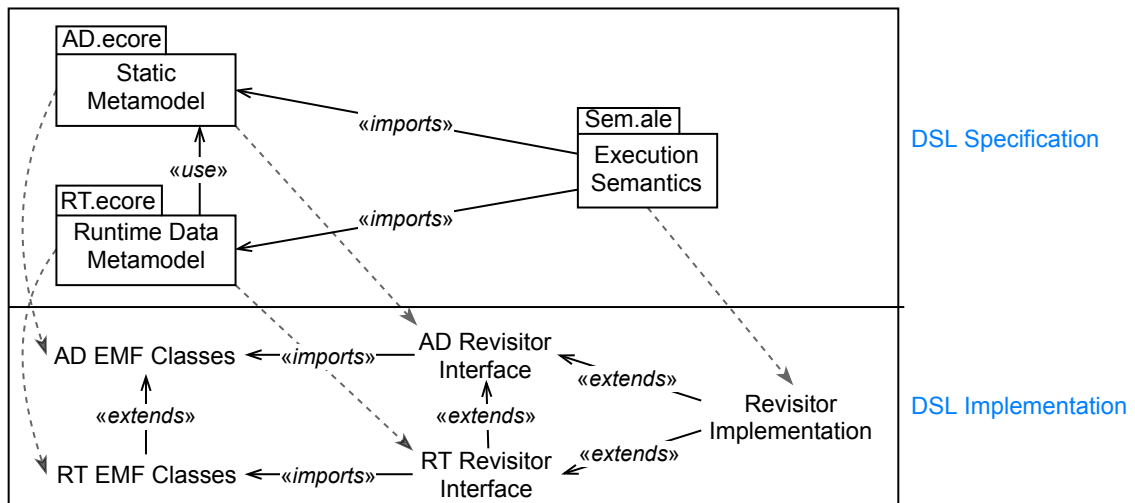 AD.ecore
Static
Metamodel
«imports»
Sem.ale
Execution
Semantics
DSL Specification
«use»
RT.ecore
Runtime Data
Metamodel
«imports»
AD EMF Classes
«imports»
AD Revisitor
Interface
«extends»
«extends»
«extends»
Revisitor
Implementation
DSL Implementation
«extends»
RT EMF Classes
«imports»
RT Revisitor
Interface